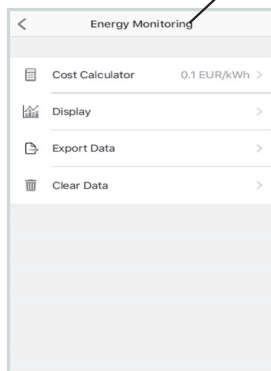 Energy Monitoring
Cost Calculator 0.1 EUR/kWh
Display
Export Data
Clear Data